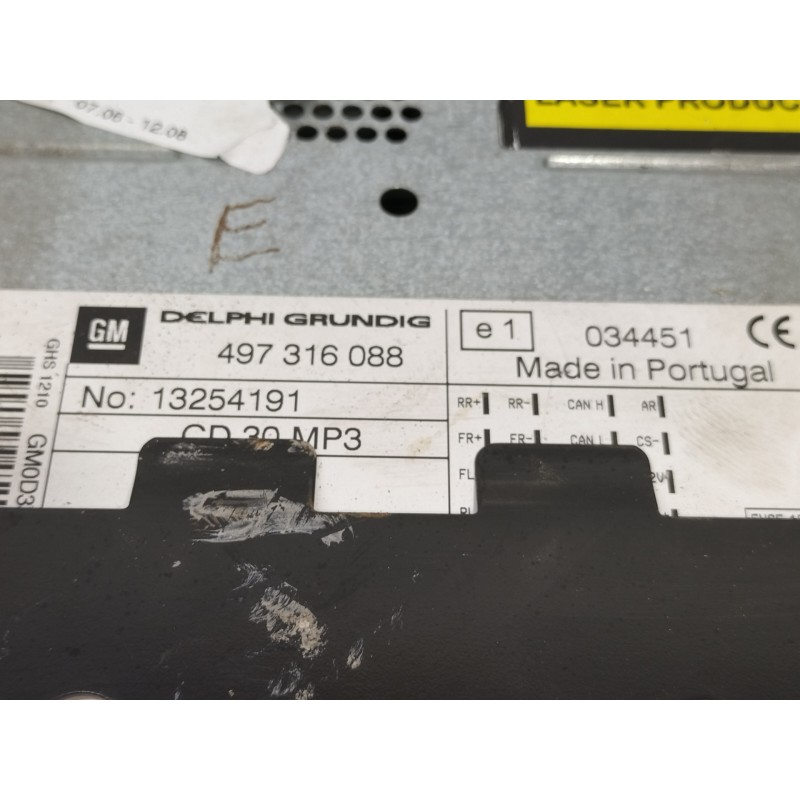 07.06 - 12.08
LASER PRODUC
E
GM
DELPHI GRUNDIG
497 316 088
e 1
034451
CE
Made in Portugal
GHS 1210
GM0D3
No: 13254191
CD 30 MP3
RR+ RR- CAN H AR
FR+ FR- CAN L CS-
FL
2V